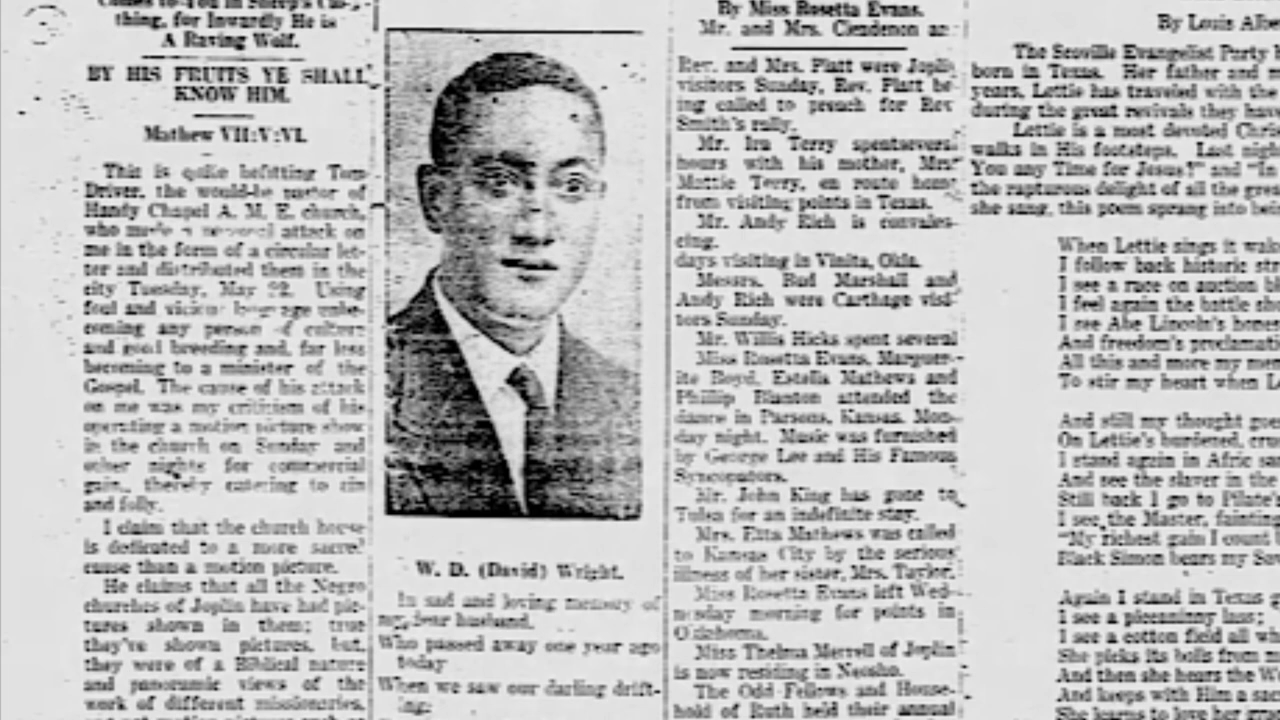 thing, for Inwardly He is
A Raving Wolf.
BY HIS FRUITS YE SHALL
KNOW HIM.
Mathew VII:V:VI.
This is quite befitting Tom
Driver, the would-be pastor of
Handy Chapel A. M. E. church,
who made a attack on
me in the form of a circular let-
ter and distributed them in the
city Tuesday, May 22. Using
foul and vicious language unbe-
coming any person of culture
and good breeding and, far less
becoming to a minister of the
Gospel. The cause of his attack
on me was my criticism of his
operating a motion picture show
in the church on Sunday and
other nights for commercial
gain, thereby catering to sin
and folly.
I claim that the church house
is dedicated to a more sacred
cause than a motion picture.
He claims that all the Negro
churches of Joplin have had pic-
tures shown in them; true
they've shown pictures, but,
they were of a Biblical nature
and panoramic views of the
work of different missionaries,
W. D. (David) Wright.
In sad and loving memory of
my dear husband.
Who passed away one year ago
today
When we saw our darling drift-
ing:
By Miss Rosetta Evans.
Mr. and Mrs. Clendenon ac
Rev. and Mrs. Piatt were Joplin
visitors Sunday, Rev. Piatt be-
ing called to preach for Rev
Smith's rally.
Mr. Ira Terry spentseveral
hours with his mother, Mrs.
Mattie Terry, en route home
from visiting points in Texas.
Mr. Andy Rich is convales-
cing.
days visiting in Vinita, Okla.
Messrs. Bud Marshall and
Andy Rich were Carthage visi-
tors Sunday.
Mr. Willis Hicks spent several
Miss Rosetta Evans, Marguer-
ite Boyd, Estella Mathews and
Phillip Blanton attended the
dance in Parsons, Kansas, Mon-
day night. Music was furnished
by George Lee and His Famous
Syncopators.
Mr. John King has gone to
Tulsa for an indefinite stay.
Mrs. Etta Mathews was called
to Kansas City by the serious
illness of her sister, Mrs. Taylor.
Miss Rosetta Evans left Wed-
nesday morning for points in
Oklahoma.
Miss Thelma Merrell of Joplin
is now residing in Neosho.
The Odd Fellows and House-
hold of Ruth held their annual
By Louis Albe
The Scoville Evangelist Party
born in Texas. Her father and m
years, Lettie has traveled with the
during the great revivals they have
Lettie is a most devoted Chris
walks in His footsteps. Last nigh
You any Time for Jesus?" and "In
the rapturous delight of all the grea
she sang, this poem sprang into bei
When Lettie sings it wak
I follow back historic str
I see a race on auction bl
I feel again the battle sho
I see Abe Lincoln's hones
And freedom's proclamati
All this and more my mem
To stir my heart when L
And still my thought goe
On Lettie's burdened, cru
I stand again in Afric sa
And see the slaver in the
Still back I go to Pilate'
I see the Master, fainting
"My richest gain I count
Black Simon bears my Sav
Again I stand in Texas g
I see a piccaninny lass;
I see a cotton field all wh
She picks its bolls from m
And then she hears the W
And keeps with Him a sac
She learns to love her grea